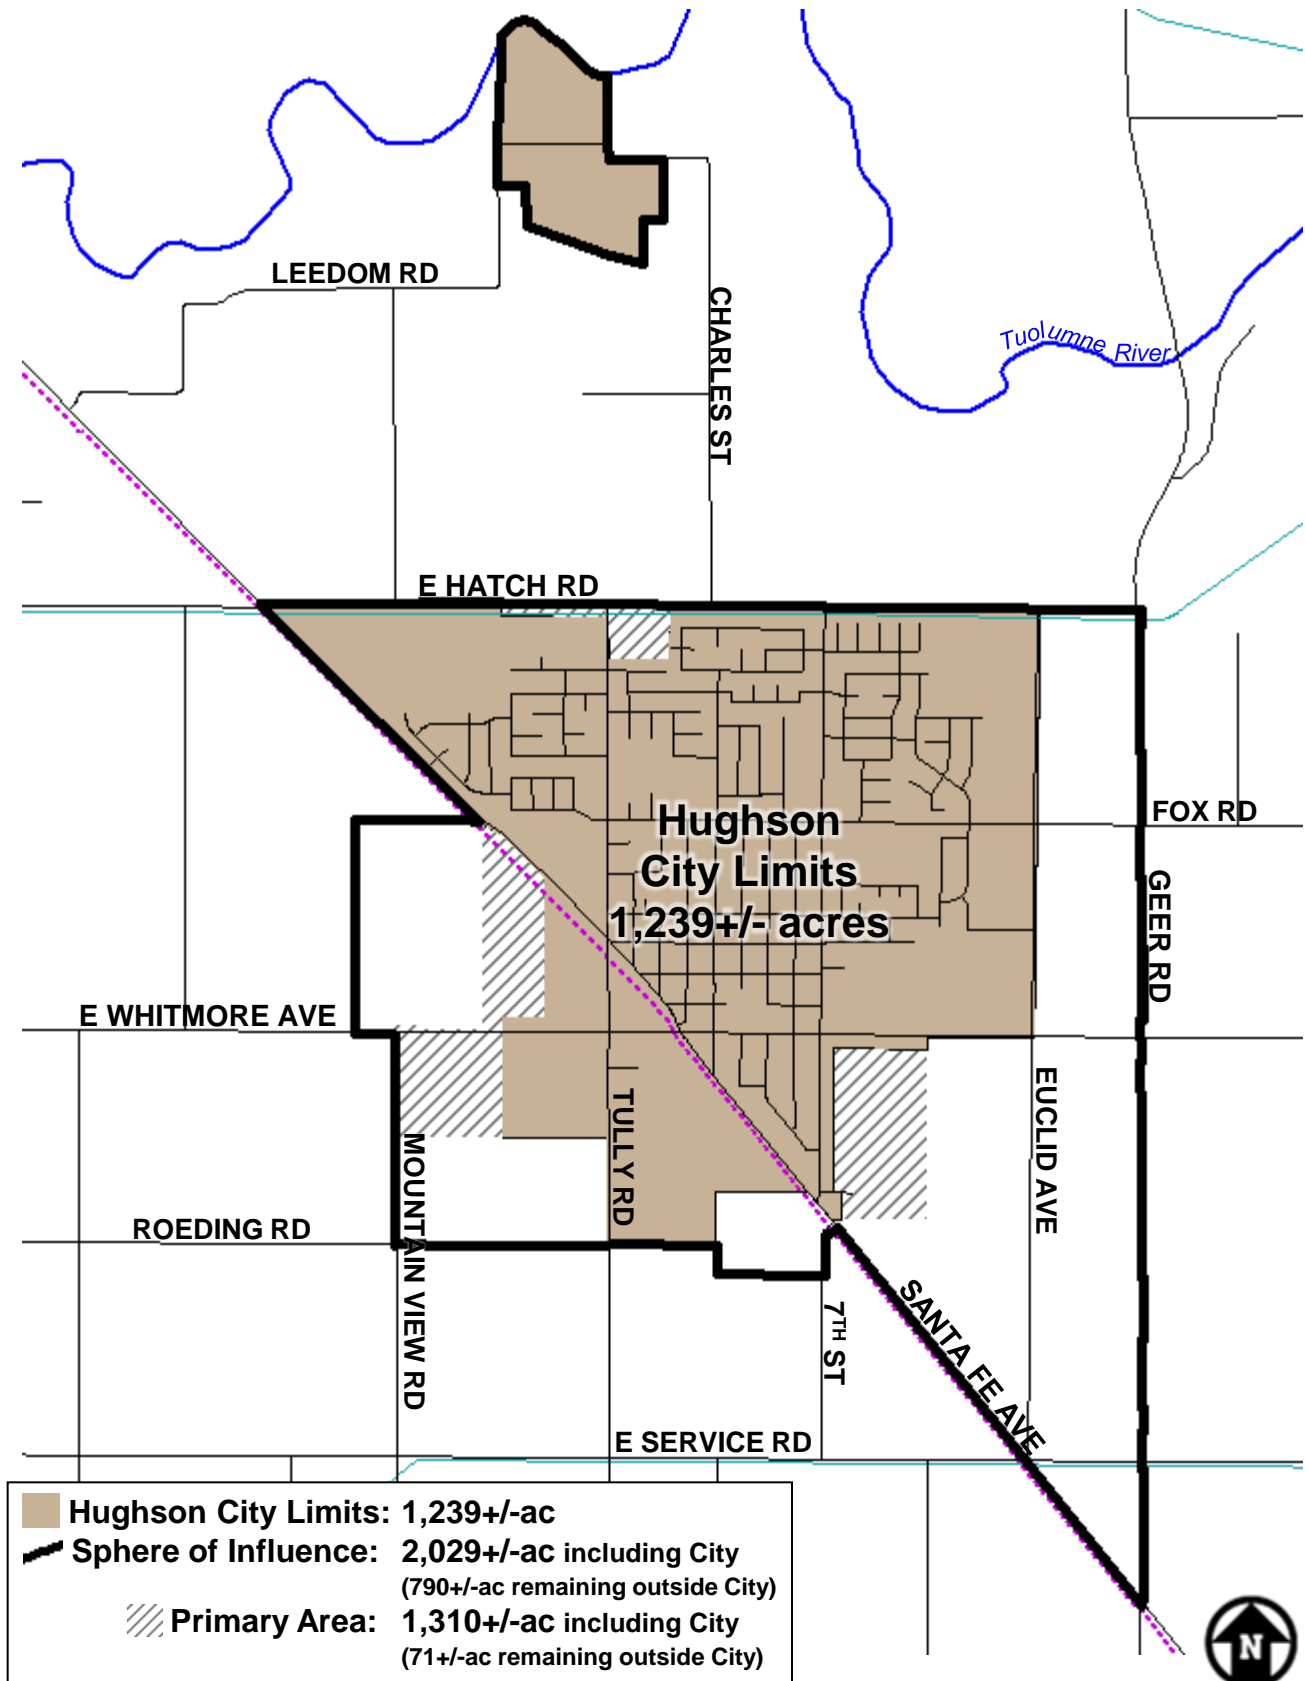 LEEDOM RD
CHARLES ST
Tuolumne River
E HATCH RD
FOX RD
Hughson
City Limits
1,239+/- acres
GEER RD
E WHITMORE AVE
EUCLID AVE
TULLY RD
MOUNTAIN VIEW RD
ROEDING RD
SANTA FE AVE
7TH ST
E SERVICE RD
Hughson City Limits: 1,239+/-ac
Sphere of Influence: 2,029+/-ac including City
(790+/-ac remaining outside City)
Primary Area: 1,310+/-ac including City
(71+/-ac remaining outside City)
N